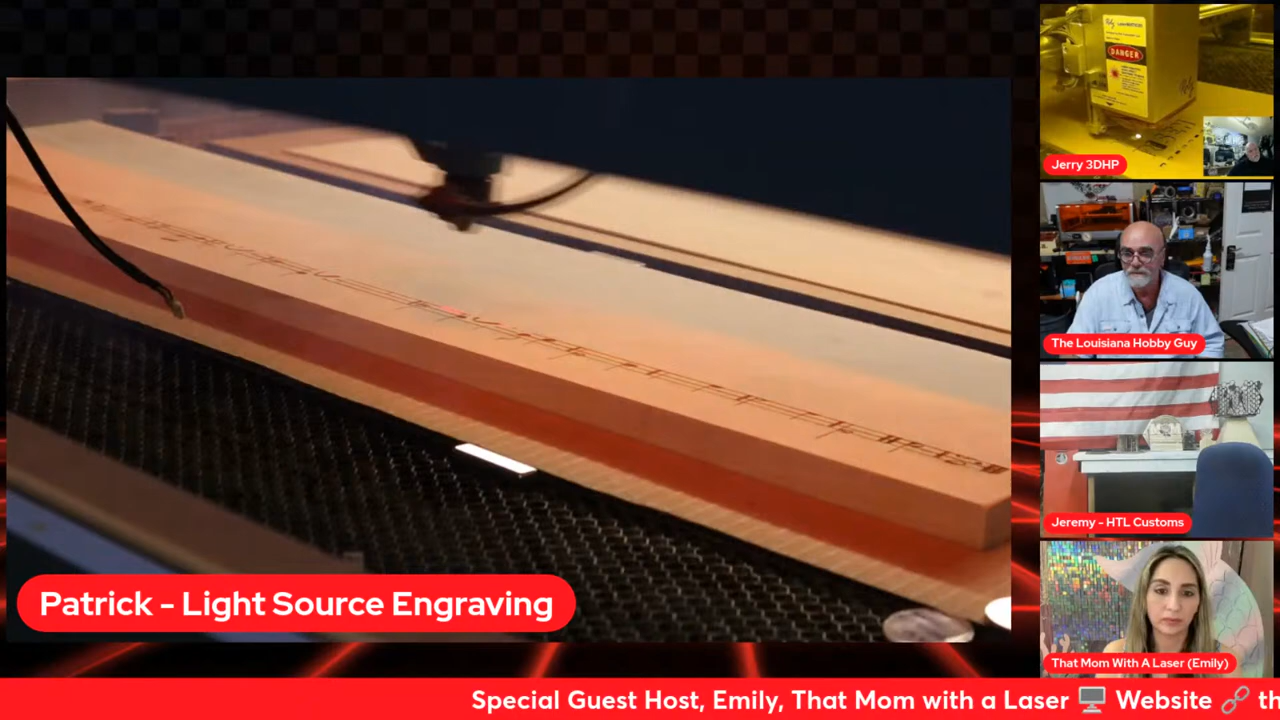 DANGER
Jerry 3DHP
The Louisiana Hobby Guy
Jeremy - HTL Customs
That Mom With A Laser (Emily)
Patrick - Light Source Engraving
Special Guest Host, Emily, That Mom with a Laser 🖥️ Website 🔗 th